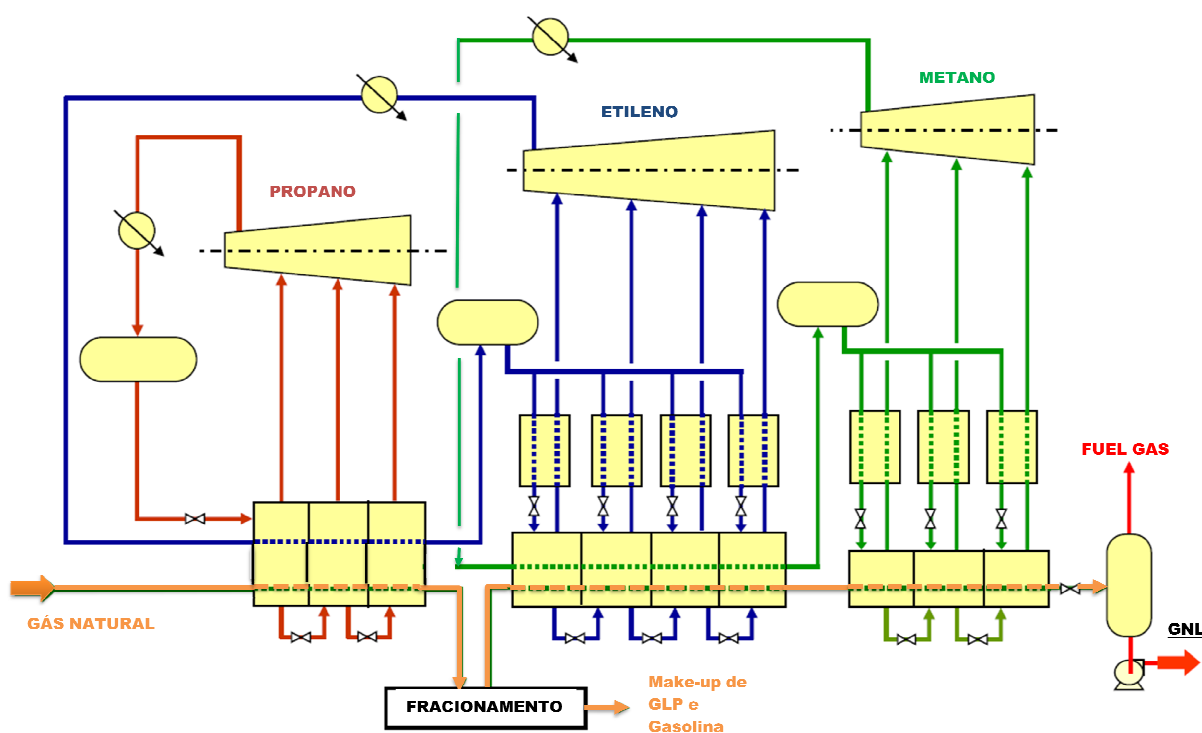 METANO
ETILENO
PROPANO
FUEL GAS
GÁS NATURAL
GNL
Make-up de
GLP e
Gasolina
FRACIONAMENTO